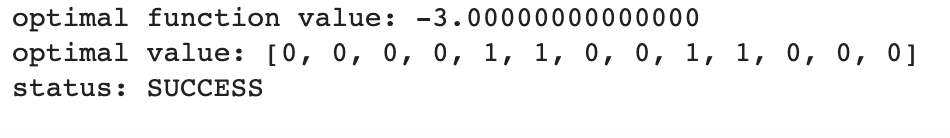 optimal function value: -3.00000000000000
optimal value: [0, 0, 0, 0, 1, 1, 0, 0, 1, 1, 0, 0, 0]
status: SUCCESS